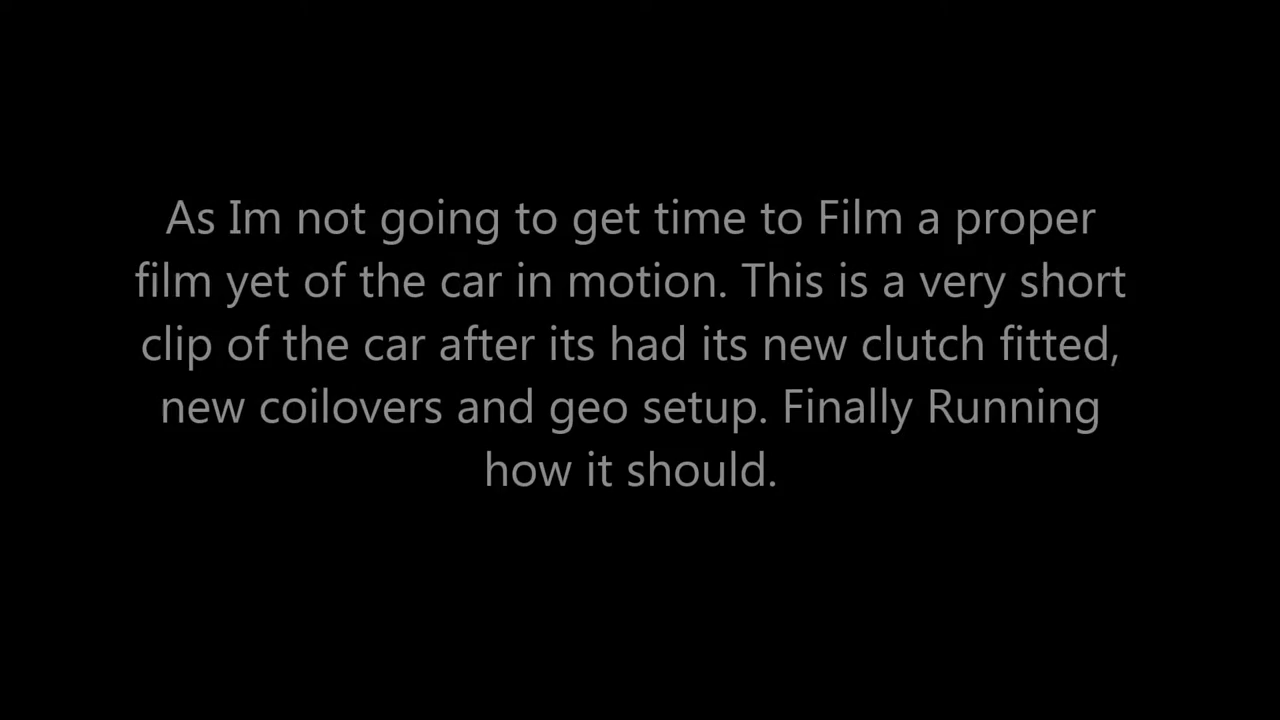 As Im not going to get time to Film a proper
film yet of the car in motion. This is a very short
clip of the car after its had its new clutch fitted,
new coilovers and geo setup. Finally Running
how it should.